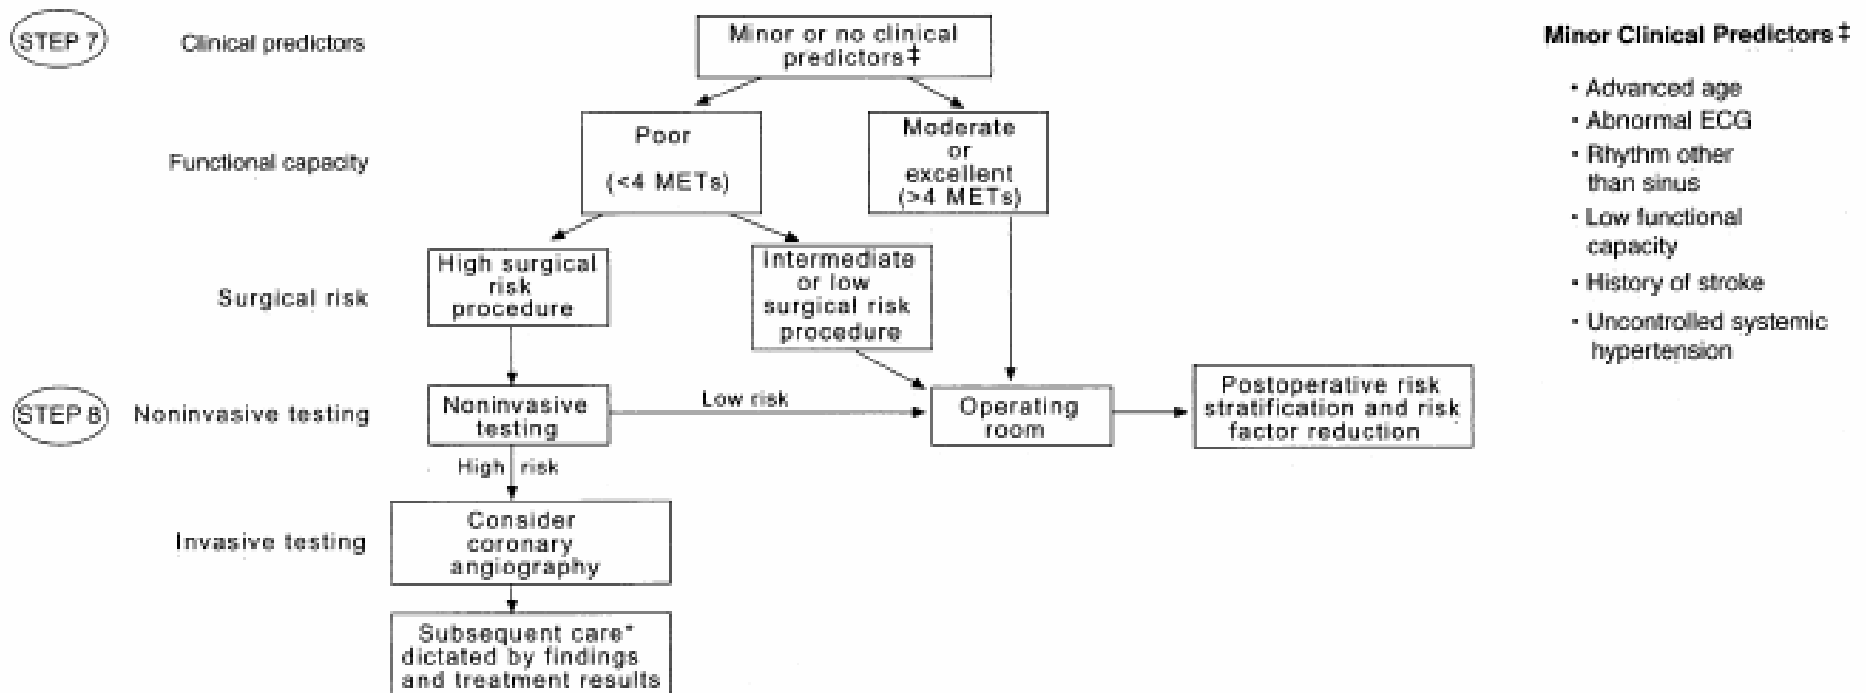 STEP 7
Clinical predictors
Minor or no clinical
predictors‡
Functional capacity
Poor
(<4 METs)
Moderate
or
excellent
(>4 METs)
Surgical risk
High surgical
risk
procedure
Intermediate
or low
surgical risk
procedure
STEP 8
Noninvasive testing
Noninvasive
testing
Low risk
Operating
room
Postoperative risk
stratification and risk
factor reduction
High risk
Invasive testing
Consider
coronary
angiography
Subsequent care*
dictated by findings
and treatment results
Minor Clinical Predictors‡
• Advanced age
• Abnormal ECG
• Rhythm other
than sinus
• Low functional
capacity
• History of stroke
• Uncontrolled systemic
hypertension